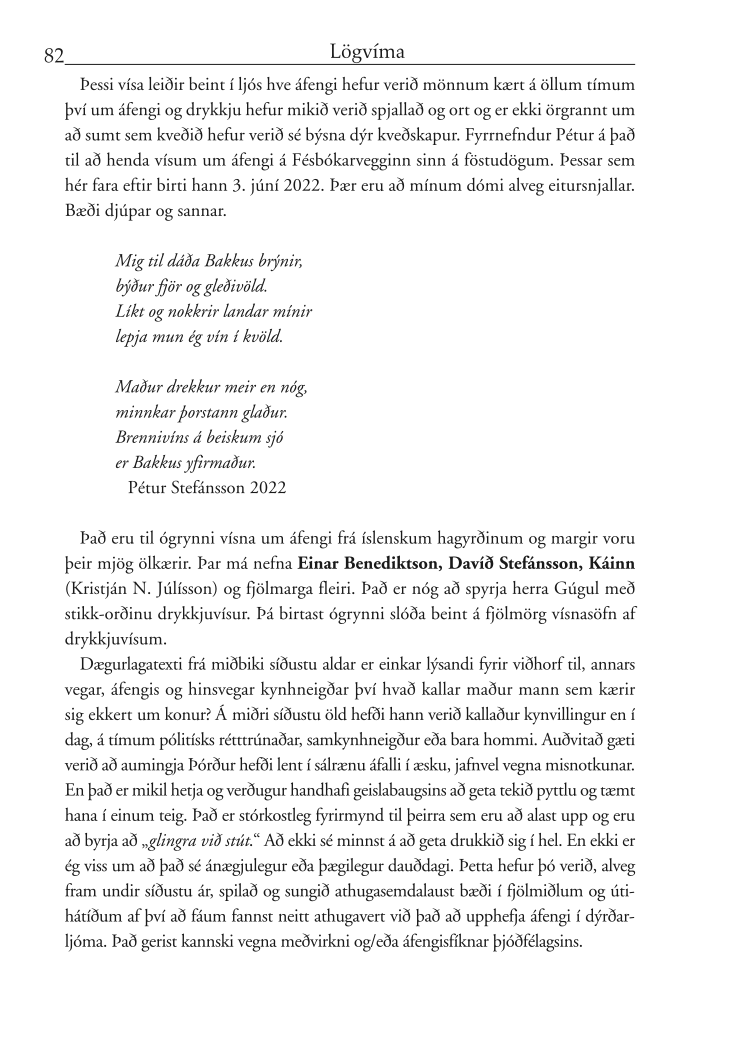 82
Lögvíma
Þessi vísa leiðir beint í ljós hve áfengi hefur verið mönnum kært á öllum tímum
því um áfengi og drykkju hefur mikið verið spjallað og ort og er ekki örgrannt um
að sumt sem kveðið hefur verið sé býsna dýr kveðskapur. Fyrrnefndur Pétur á það
til að henda vísum um áfengi á Fésbókarvegginn sinn á föstudögum. Þessar sem
hér fara eftir birti hann 3. júní 2022. Þær eru að mínum dómi alveg eitursnjallar.
Bæði djúpar og sannar.
Mig til dáða Bakkus brýnir,
býður fjör og gleðivöld.
Líkt og nokkrir landar mínir
lepja mun ég vín í kvöld.
Maður drekkur meir en nóg,
minnkar þorstann glaður.
Brennivíns á beiskum sjó
er Bakkus yfirmaður.
Pétur Stefánsson 2022
Það eru til ógrynni vísna um áfengi frá íslenskum hagyrðinum og margir voru
þeir mjög ölkærir. Þar má nefna Einar Benediktson, Davíð Stefánsson, Káinn
(Kristján N. Júlísson) og fjölmarga fleiri. Það er nóg að spyrja herra Gúgul með
stikk-orðinu drykkjuvísur. Þá birtast ógrynni slóða beint á fjölmörg vísnasöfn af
drykkjuvísum.
Dægurlagatexti frá miðbiki síðustu aldar er einkar lýsandi fyrir viðhorf til, annars
vegar, áfengis og hinsvegar kynhneigðar því hvað kallar maður mann sem kærir
sig ekkert um konur? Á miðri síðustu öld hefði hann verið kallaður kynvillingur en í
dag, á tímum pólitísks rétttrúnaðar, samkynhneigður eða bara hommi. Auðvitað gæti
verið að aumingja Þórður hefði lent í sálrænu áfalli í æsku, jafnvel vegna misnotkunar.
En það er mikil hetja og verðugur handhafi geislabaugsins að geta tekið pyttlu og tæmt
hana í einum teig. Það er stórkostleg fyrirmynd til þeirra sem eru að alast upp og eru
að byrja að „glingra við stút.“ Að ekki sé minnst á að geta drukkið sig í hel. En ekki er
ég viss um að það sé ánægjulegur eða þægilegur dauðdagi. Þetta hefur þó verið, alveg
fram undir síðustu ár, spilað og sungið athugasemdalaust bæði í fjölmiðlum og úti-
hátíðum af því að fáum fannst neitt athugavert við það að upphefja áfengi í dýrðar-
ljóma. Það gerist kannski vegna meðvirkni og/eða áfengisfíknar þjóðfélagsins.